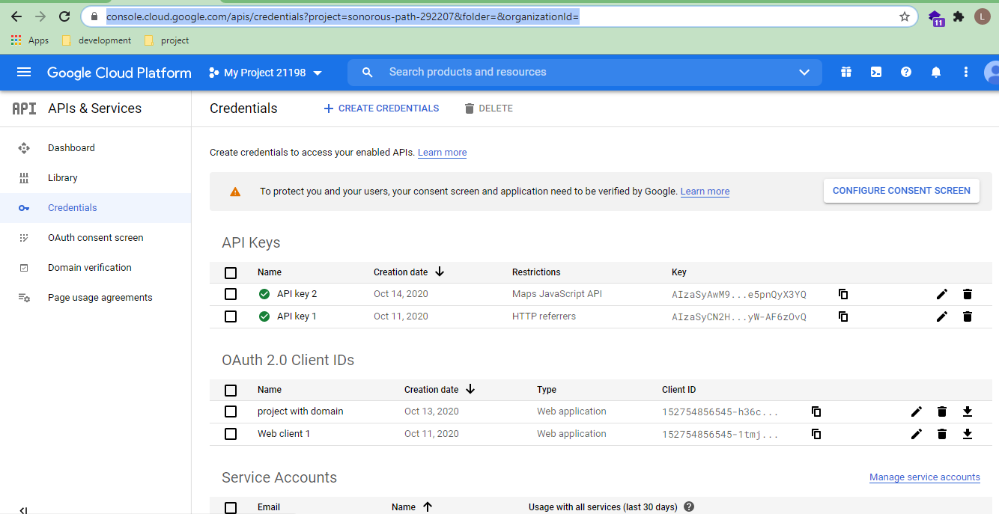 console.cloud.google.com/apis/credentials?project=sonorous-path-292207&folder=&organizationId=
11
L
Apps development project
Google Cloud Platform My Project 21198 Search products and resources
API APIs & Services
Dashboard
Library
Credentials
OAuth consent screen
Domain verification
Page usage agreements
Credentials + CREATE CREDENTIALS DELETE
Create credentials to access your enabled APIs. Learn more
To protect you and your users, your consent screen and application need to be verified by Google. Learn more CONFIGURE CONSENT SCREEN
API Keys
Name Creation date Restrictions Key
API key 2 Oct 14, 2020 Maps JavaScript API AIzaSyAwM9...e5pnQyX3YQ
API key 1 Oct 11, 2020 HTTP referrers AIzaSyCN2H...yW-AF6zOvQ
OAuth 2.0 Client IDs
Name Creation date Type Client ID
project with domain Oct 13, 2020 Web application 152754856545-h36c...
Web client 1 Oct 11, 2020 Web application 152754856545-1tmj...
Service Accounts Manage service accounts
Email Name Usage with all services (last 30 days) ?